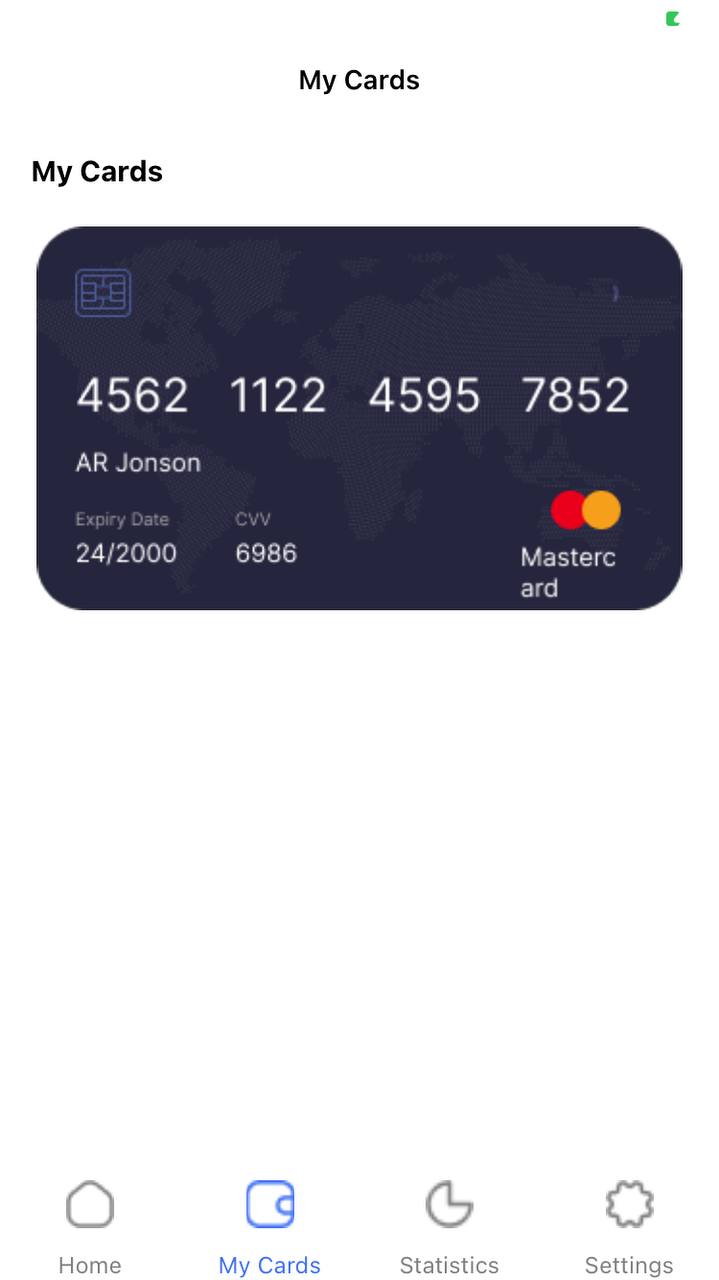 My Cards
My Cards
4562 1122 4595 7852
AR Jonson
Expiry Date CVV
24/2000 6986
Masterc
ard
Home My Cards Statistics Settings